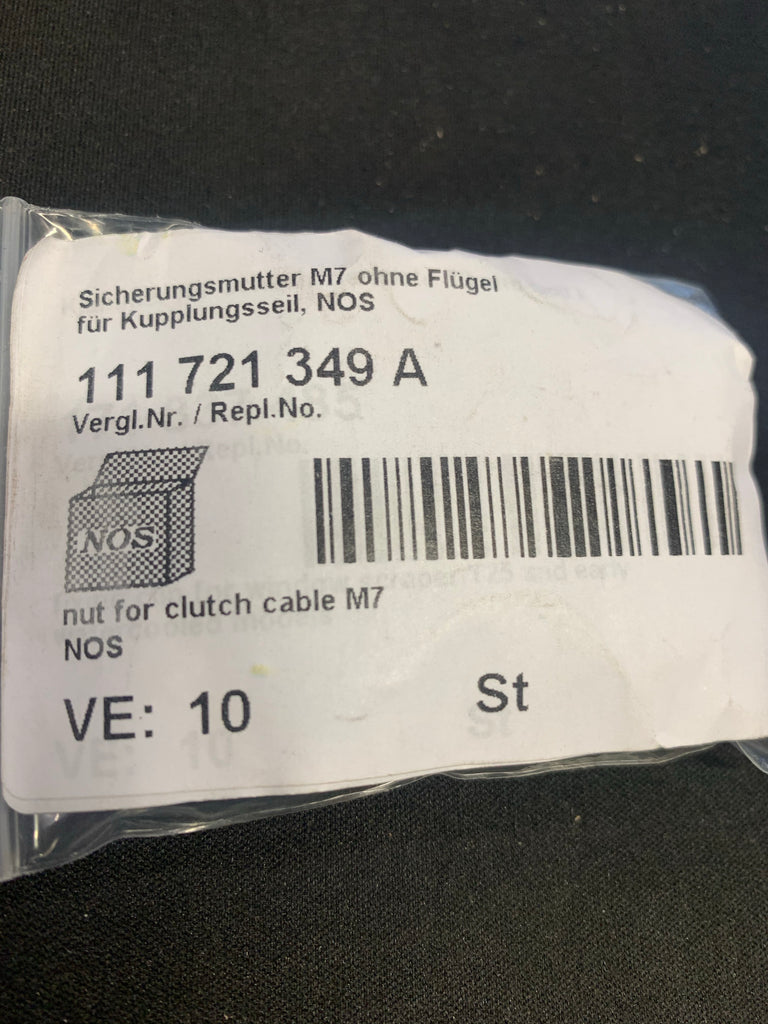 Sicherungsmutter M7 ohne Flügel
für Kupplungsseil, NOS
111 721 349 A
Vergl.Nr. / Repl.No.
NOS
nut for clutch cable M7
NOS
VE: 10 St